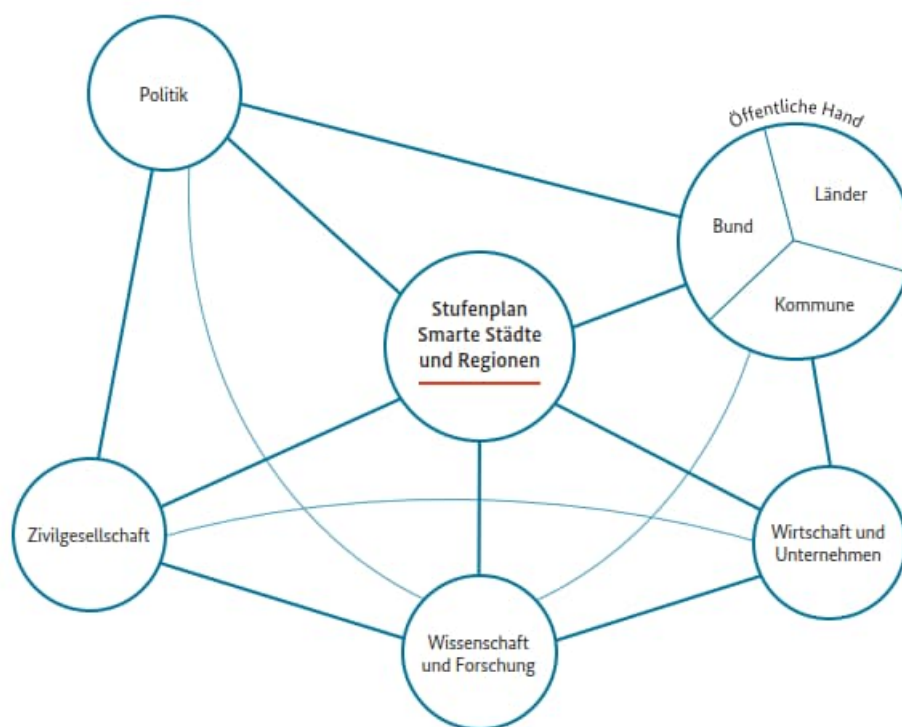 Politik
Öffentliche Hand
Bund
Länder
Kommune
Stufenplan
Smarte Städte
und Regionen
Zivilgesellschaft
Wirtschaft und
Unternehmen
Wissenschaft
und Forschung